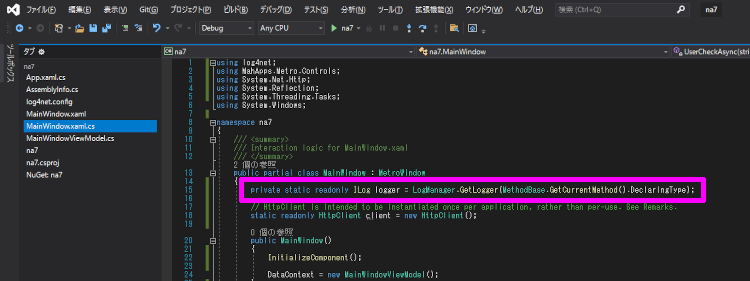 ファイル(F) 編集(E) 表示(V) Git(G) プロジェクト(P) ビルド(B) デバッグ(D) テスト(S) 分析(N) ツール(T) 拡張機能(X) ウィンドウ(W) ヘルプ(H) 検索 (Ctrl+Q) na7
Debug Any CPU na7
ツールボックス
タブ
na7
App.xaml.cs
AssemblyInfo.cs
log4net.config
MainWindow.xaml
MainWindow.xaml.cs
MainWindowViewModel.cs
na7
na7.csproj
NuGet: na7
na7 na7.MainWindow UserCheckAsync(stri
1 using log4net;
2 using MahApps.Metro.Controls;
3 using System.Net.Http;
4 using System.Reflection;
5 using System.Threading.Tasks;
6 using System.Windows;
7
8 namespace na7
9 {
10 /// <summary>
11 /// Interaction logic for MainWindow.xaml
12 /// </summary>
2 個の参照
13 public partial class MainWindow : MetroWindow
14 {
15 private static readonly ILog logger = LogManager.GetLogger(MethodBase.GetCurrentMethod().DeclaringType);
16
17 // HttpClient is intended to be instantiated once per application, rather than per-use. See Remarks.
18 static readonly HttpClient client = new HttpClient();
19
0 個の参照
20 public MainWindow()
21 {
22 InitializeComponent();
23
24 DataContext = new MainWindowViewModel();